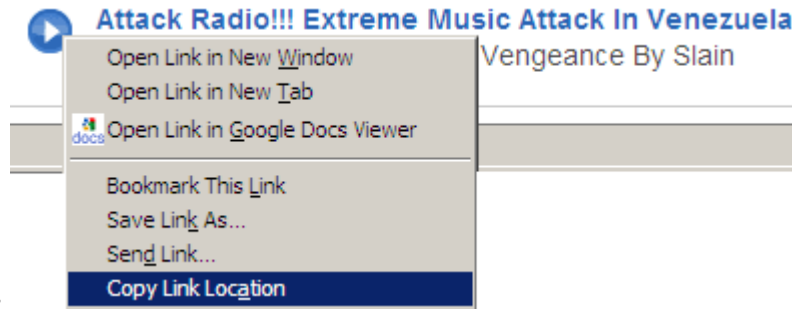 Attack Radio!!! Extreme Music Attack In Venezuela
Vengeance By Slain
Open Link in New Window
Open Link in New Tab
docs Open Link in Google Docs Viewer
Bookmark This Link
Save Link As...
Send Link...
Copy Link Location